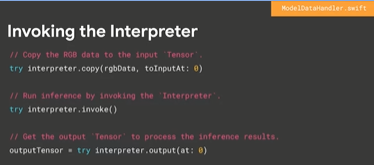 ModelDataHandler.swift
Invoking the Interpreter
// Copy the RGB data to the input `Tensor`.
try interpreter.copy(rgbData, toInputAt: 0)
// Run inference by invoking the `Interpreter`.
try interpreter.invoke()
// Get the output `Tensor` to process the inference results.
outputTensor = try interpreter.output(at: 0)